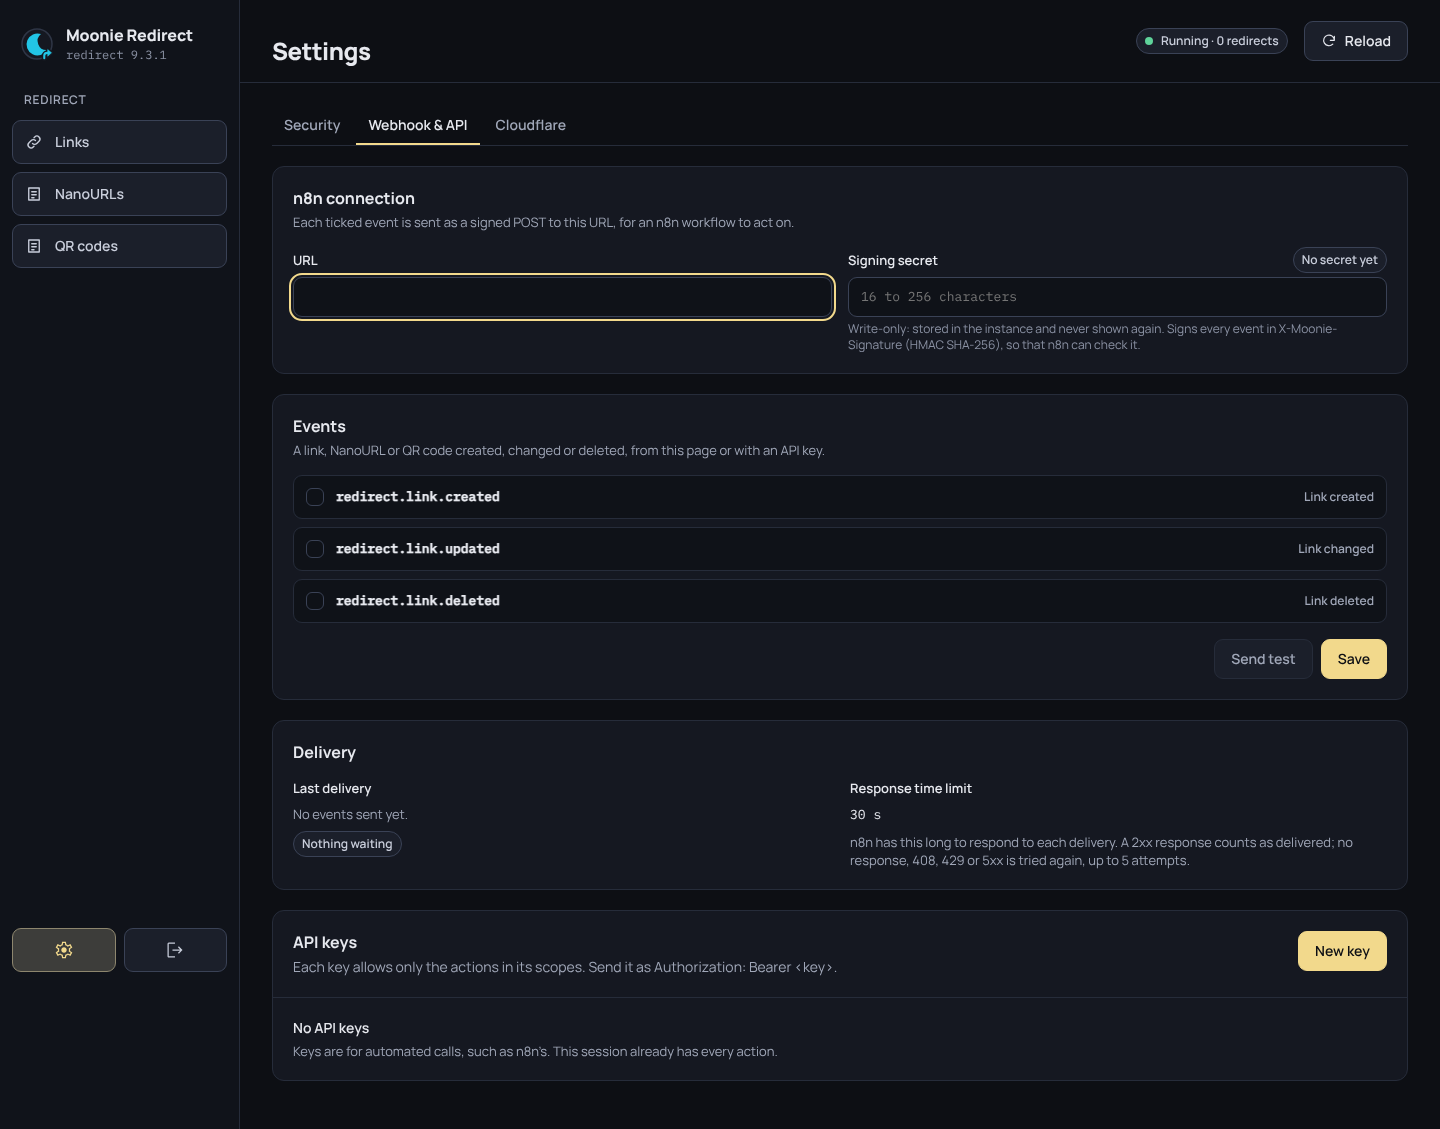 Moonie Redirect
redirect 9.3.1
REDIRECT
Links
NanoURLs
QR codes
Settings
Running · 0 redirects
Reload
Security
Webhook & API
Cloudflare
n8n connection
Each ticked event is sent as a signed POST to this URL, for an n8n workflow to act on.
URL
Signing secret
No secret yet
16 to 256 characters
Write-only: stored in the instance and never shown again. Signs every event in X-Moonie-
Signature (HMAC SHA-256), so that n8n can check it.
Events
A link, NanoURL or QR code created, changed or deleted, from this page or with an API key.
redirect.link.created
Link created
redirect.link.updated
Link changed
redirect.link.deleted
Link deleted
Send test
Save
Delivery
Last delivery
No events sent yet.
Nothing waiting
Response time limit
30 s
n8n has this long to respond to each delivery. A 2xx response counts as delivered; no
response, 408, 429 or 5xx is tried again, up to 5 attempts.
API keys
Each key allows only the actions in its scopes. Send it as Authorization: Bearer <key>.
New key
No API keys
Keys are for automated calls, such as n8n's. This session already has every action.